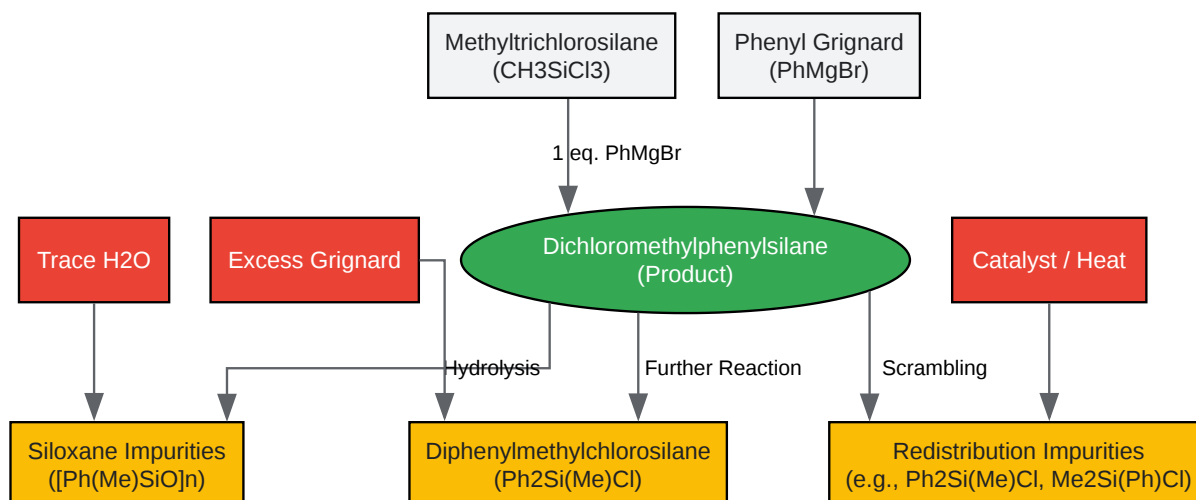 Methyltrichlorosilane
(CH3SiCl3)
Phenyl Grignard
(PhMgBr)
1 eq. PhMgBr
Trace H2O
Excess Grignard
Dichloromethylphenylsilane
(Product)
Catalyst / Heat
Hydrolysis
Further Reaction
Scrambling
Siloxane Impurities
([Ph(Me)SiO]n)
Diphenylmethylchlorosilane
(Ph2Si(Me)Cl)
Redistribution Impurities
(e.g., Ph2Si(Me)Cl, Me2Si(Ph)Cl)